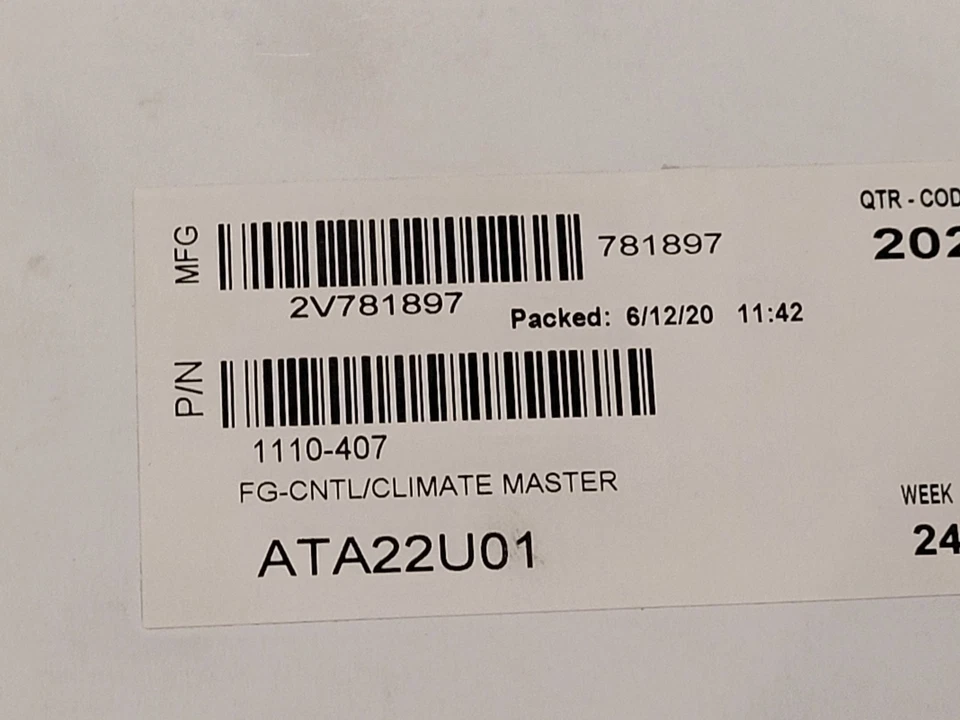 MFG
781897
2V781897
Packed: 6/12/20 11:42
QTR - COD
202
P/N
1110-407
FG-CNTL/CLIMATE MASTER
ATA22U01
WEEK
24